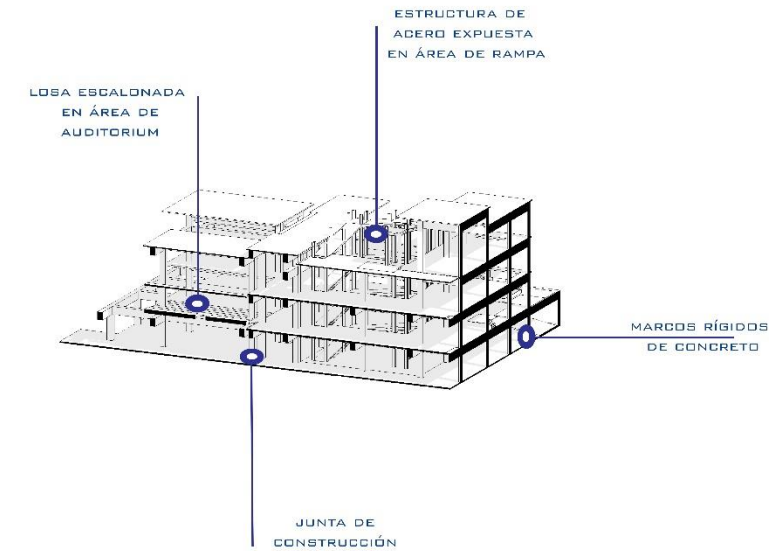 ESTRUCTURA DE
ACERO EXPUESTA
EN ÁREA DE RAMPA
LOSA ESCALONADA
EN ÁREA DE
AUDITORIUM
MARCOS RÍGIDOS
DE CONCRETO
JUNTA DE
CONSTRUCCIÓN